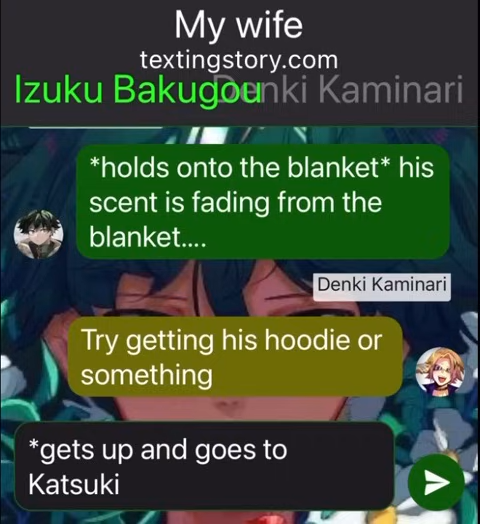 My wife
textingstory.com
Izuku Bakugou Denki Kaminari
*holds onto the blanket* his
scent is fading from the
blanket....
Denki Kaminari
Try getting his hoodie or
something
*gets up and goes to
Katsuki